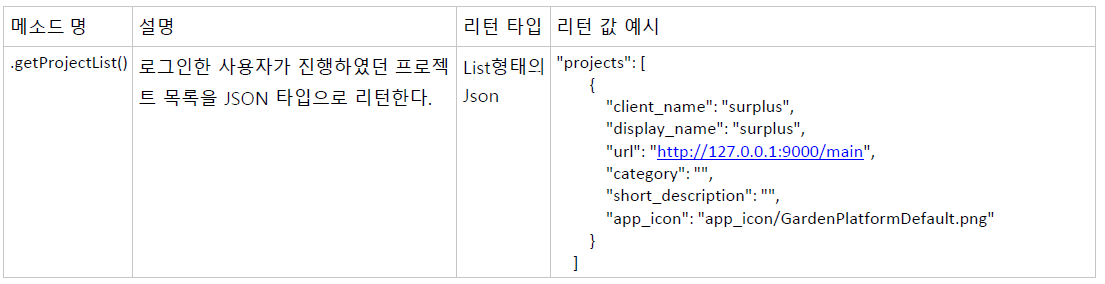 메소드 명
설명
리턴 타입
리턴 값 예시
.getProjectList()
로그인한 사용자가 진행하였던 프로젝
트 목록을 JSON 타입으로 리턴한다.
List형태의
Json
"projects": [
{
"client_name": "surplus",
"display_name": "surplus",
"url": "http://127.0.0.1:9000/main",
"category": "",
"short_description": "",
"app_icon": "app_icon/GardenPlatformDefault.png"
}
]